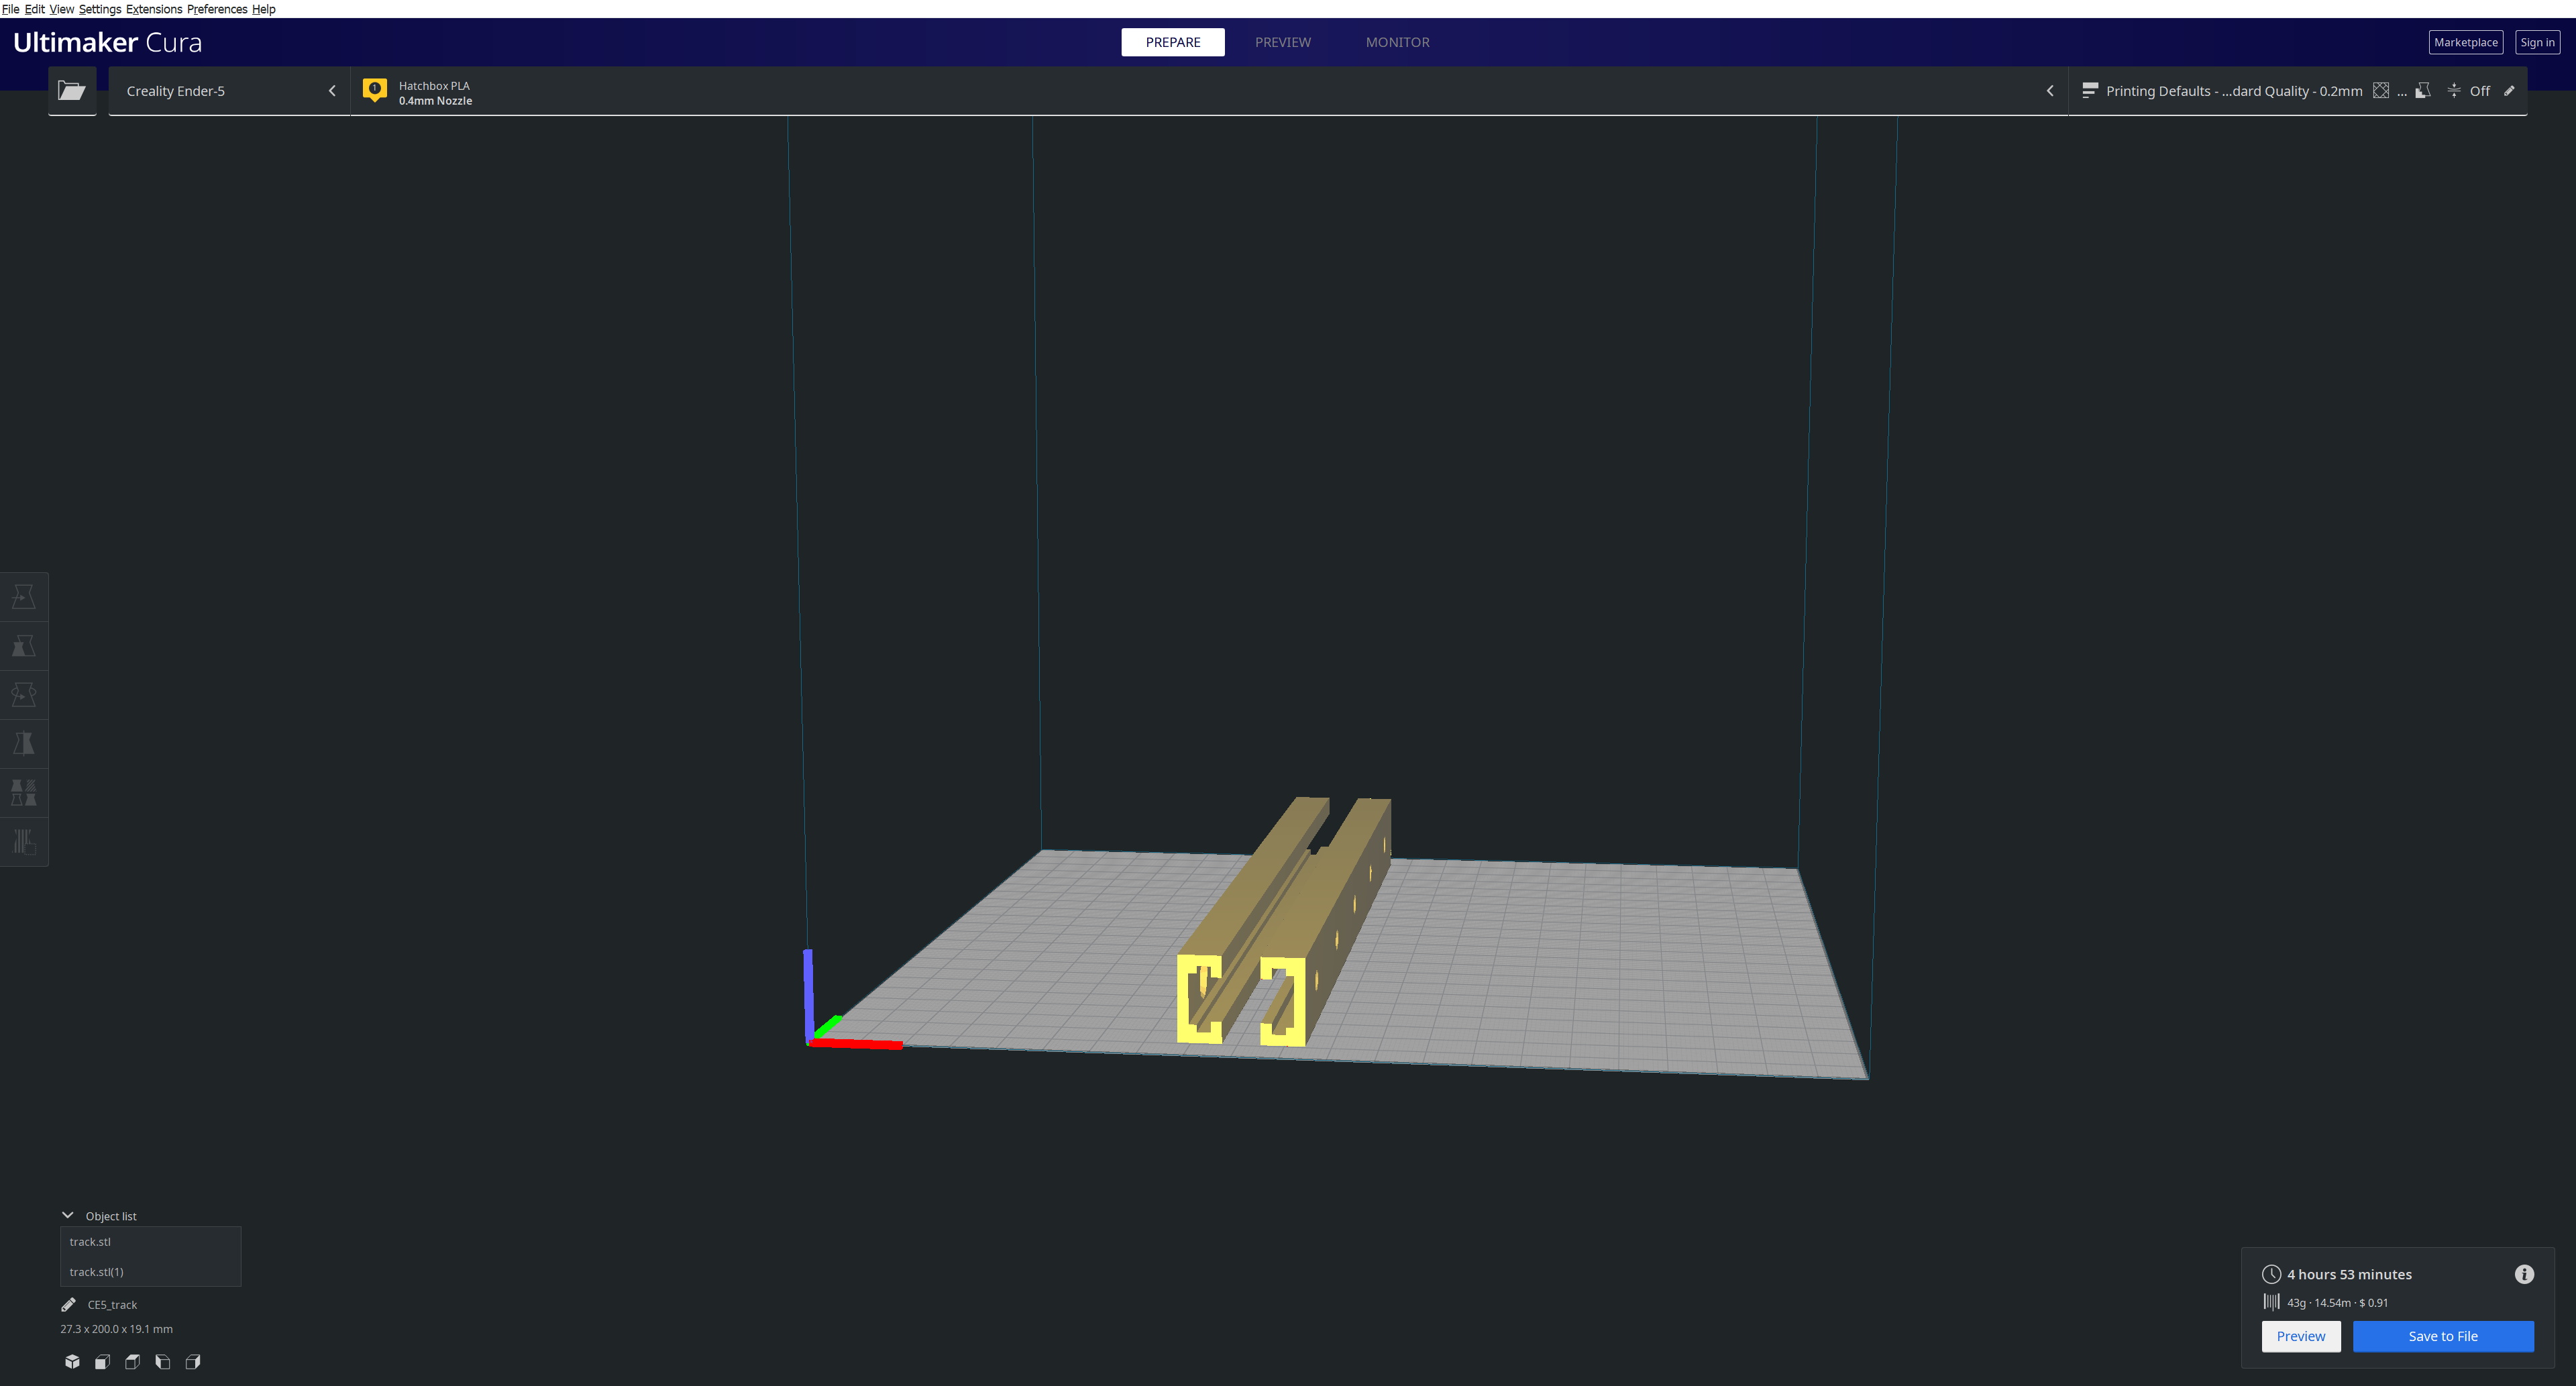 File Edit View Settings Extensions Preferences Help
Ultimaker Cura
PREPARE PREVIEW MONITOR
Marketplace Sign in
Creality Ender-5
1
Hatchbox PLA
0.4mm Nozzle
Printing Defaults - ...dard Quality - 0.2mm ... Off
Object list
track.stl
track.stl(1)
CE5_track
27.3 x 200.0 x 19.1 mm
4 hours 53 minutes
43g · 14.54m · $ 0.91
Preview Save to File